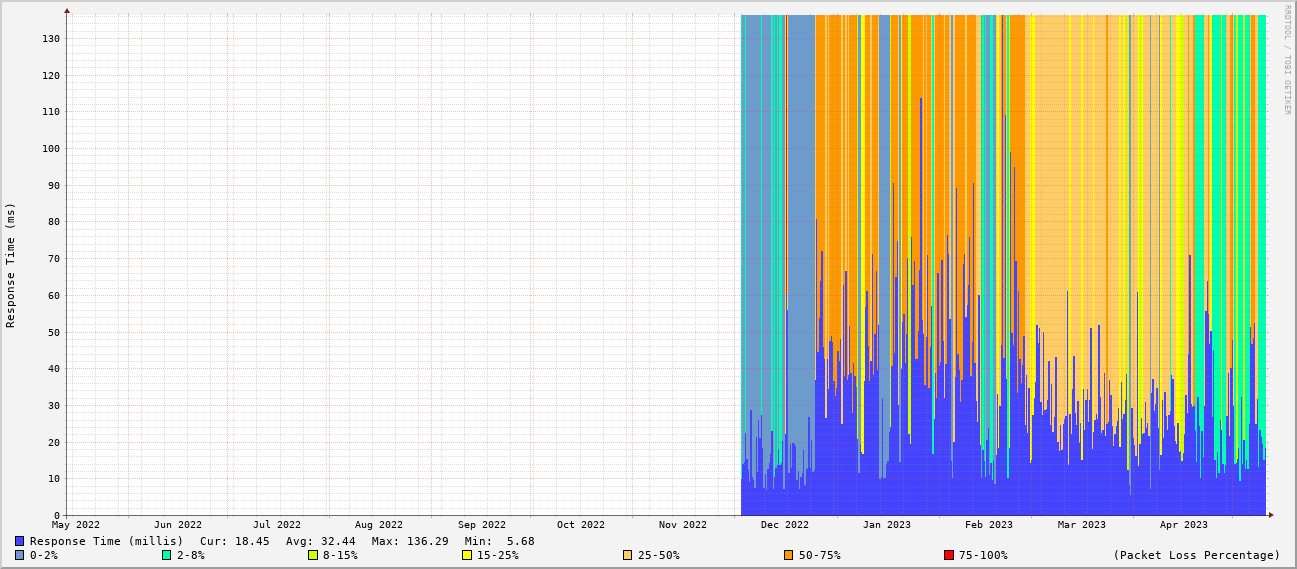 RRDTOOL / TOBI OETIKER
Response Time (ms)
130
120
110
100
90
80
70
60
50
40
30
20
10
0
May 2022 Jun 2022 Jul 2022 Aug 2022 Sep 2022 Oct 2022 Nov 2022 Dec 2022 Jan 2023 Feb 2023 Mar 2023 Apr 2023
Response Time (millis) Cur: 18.45 Avg: 32.44 Max: 136.29 Min: 5.68
0-2% 2-8% 8-15% 15-25% 25-50% 50-75% 75-100% (Packet Loss Percentage)